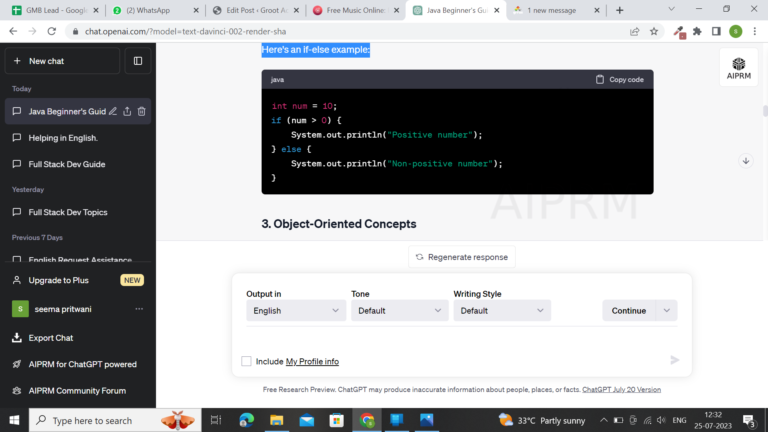 GMB Lead - Google
(2) WhatsApp
Edit Post ‹ Groot Ac
Free Music Online:
Java Beginner's Gui
1 new message
chat.openai.com/?model=text-davinci-002-render-sha
New chat
Today
Java Beginner's Guid
Helping in English.
Full Stack Dev Guide
Yesterday
Full Stack Dev Topics
Previous 7 Days
English Request Assistance
Upgrade to Plus
NEW
s
seema pritwani
Export Chat
AIPRM for ChatGPT powered
AIPRM Community Forum
Here's an if-else example:
java
Copy code
int num = 10;
if (num > 0) {
System.out.println("Positive number");
} else {
System.out.println("Non-positive number");
}
AIPRM
AIPRM
3. Object-Oriented Concepts
Regenerate response
Output in
Tone
Writing Style
English
Default
Default
Continue
Include My Profile info
Free Research Preview. ChatGPT may produce inaccurate information about people, places, or facts. ChatGPT July 20 Version
Type here to search
33°C Partly sunny
ENG
12:32
25-07-2023
3